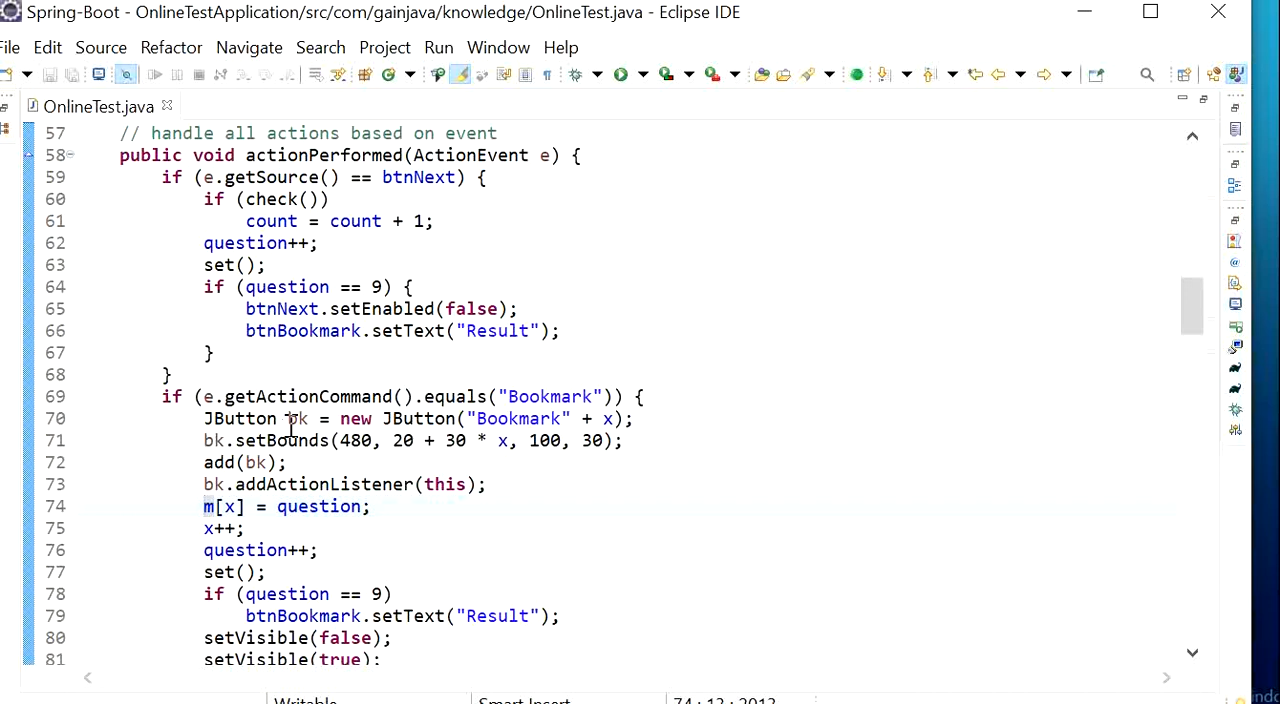 Spring-Boot - OnlineTestApplication/src/com/gainjava/knowledge/OnlineTest.java - Eclipse IDE
File Edit Source Refactor Navigate Search Project Run Window Help
OnlineTest.java
57 // handle all actions based on event
58 public void actionPerformed(ActionEvent e) {
59 if (e.getSource() == btnNext) {
60 if (check())
61 count = count + 1;
62 question++;
63 set();
64 if (question == 9) {
65 btnNext.setEnabled(false);
66 btnBookmark.setText("Result");
67 }
68 }
69 if (e.getActionCommand().equals("Bookmark")) {
70 JButton bk = new JButton("Bookmark" + x);
71 bk.setBounds(480, 20 + 30 * x, 100, 30);
72 add(bk);
73 bk.addActionListener(this);
74 m[x] = question;
75 x++;
76 question++;
77 set();
78 if (question == 9)
79 btnBookmark.setText("Result");
80 setVisible(false);
81 setVisible(true);
Writable Smart Insert 74 : 13 : 2013